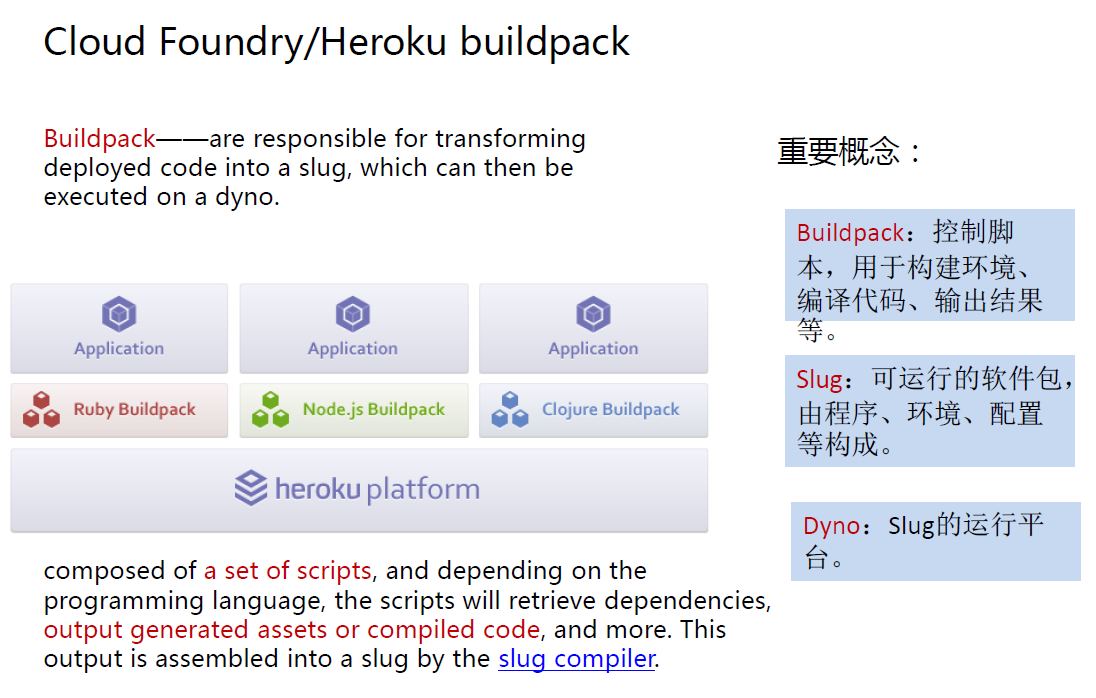 Cloud Foundry/Heroku buildpack
Buildpack——are responsible for transforming
deployed code into a slug, which can then be
executed on a dyno.
Application
Application
Application
Ruby Buildpack
Node.js Buildpack
Clojure Buildpack
heroku platform
composed of a set of scripts, and depending on the
programming language, the scripts will retrieve dependencies,
output generated assets or compiled code, and more. This
output is assembled into a slug by the slug compiler.
重要概念：
Buildpack：控制脚
本，用于构建环境、
编译代码、输出结果
等。
Slug：可运行的软件包，
由程序、环境、配置
等构成。
Dyno：Slug的运行平
台。